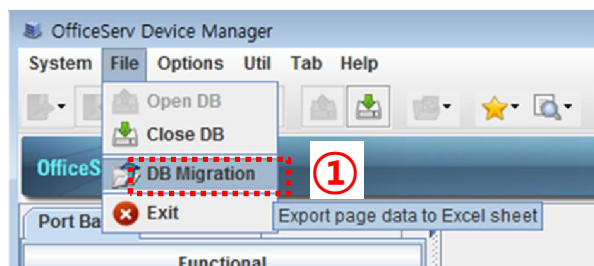 OfficeServ Device Manager
System File Options Util Tab Help
Open DB
Close DB
OfficeS
DB Migration
①
Port Ba
Exit
Export page data to Excel sheet
Functional